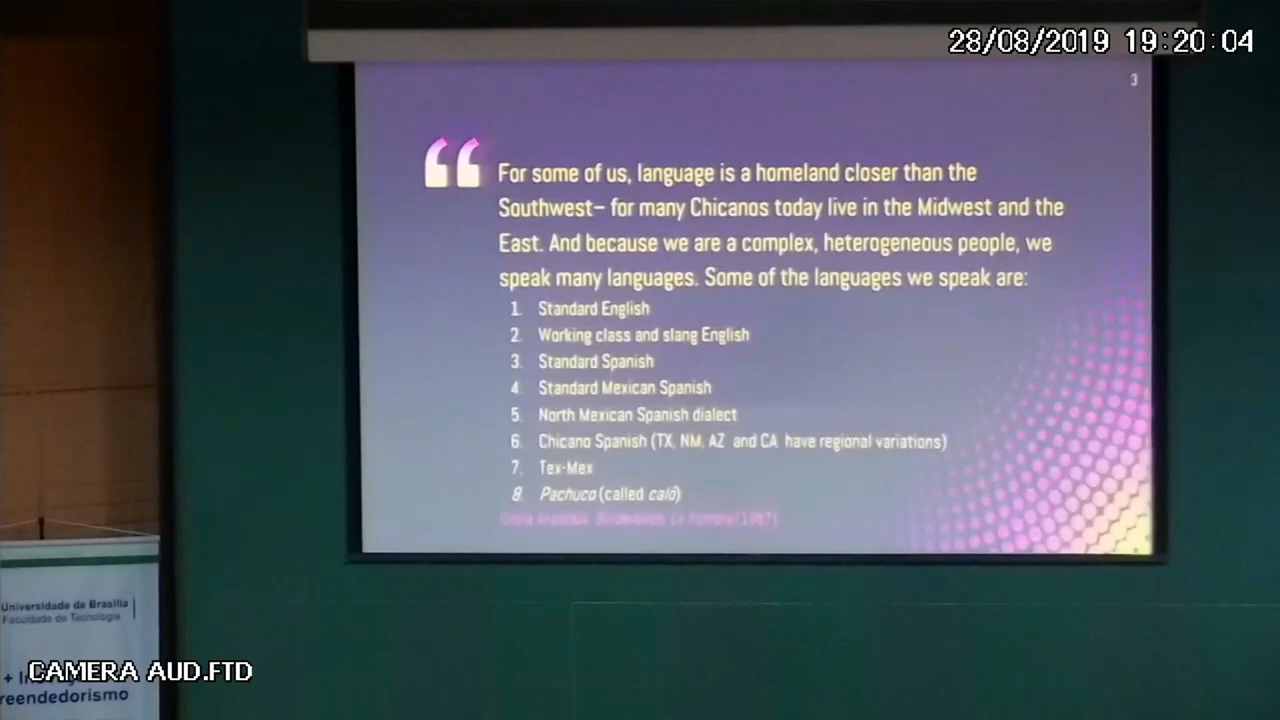 28/08/2019 19:20:04
3
For some of us, language is a homeland closer than the
Southwest– for many Chicanos today live in the Midwest and the
East. And because we are a complex, heterogeneous people, we
speak many languages. Some of the languages we speak are:
1. Standard English
2. Working class and slang English
3. Standard Spanish
4. Standard Mexican Spanish
5. North Mexican Spanish dialect
6. Chicano Spanish (TX, NM, AZ and CA have regional variations)
7. Tex-Mex
8. Pachuco (called caló)
(1987)
Universidade de Brasília
Faculdade de Tecnologia
CAMERA AUD.FTD
+
reendedorismo